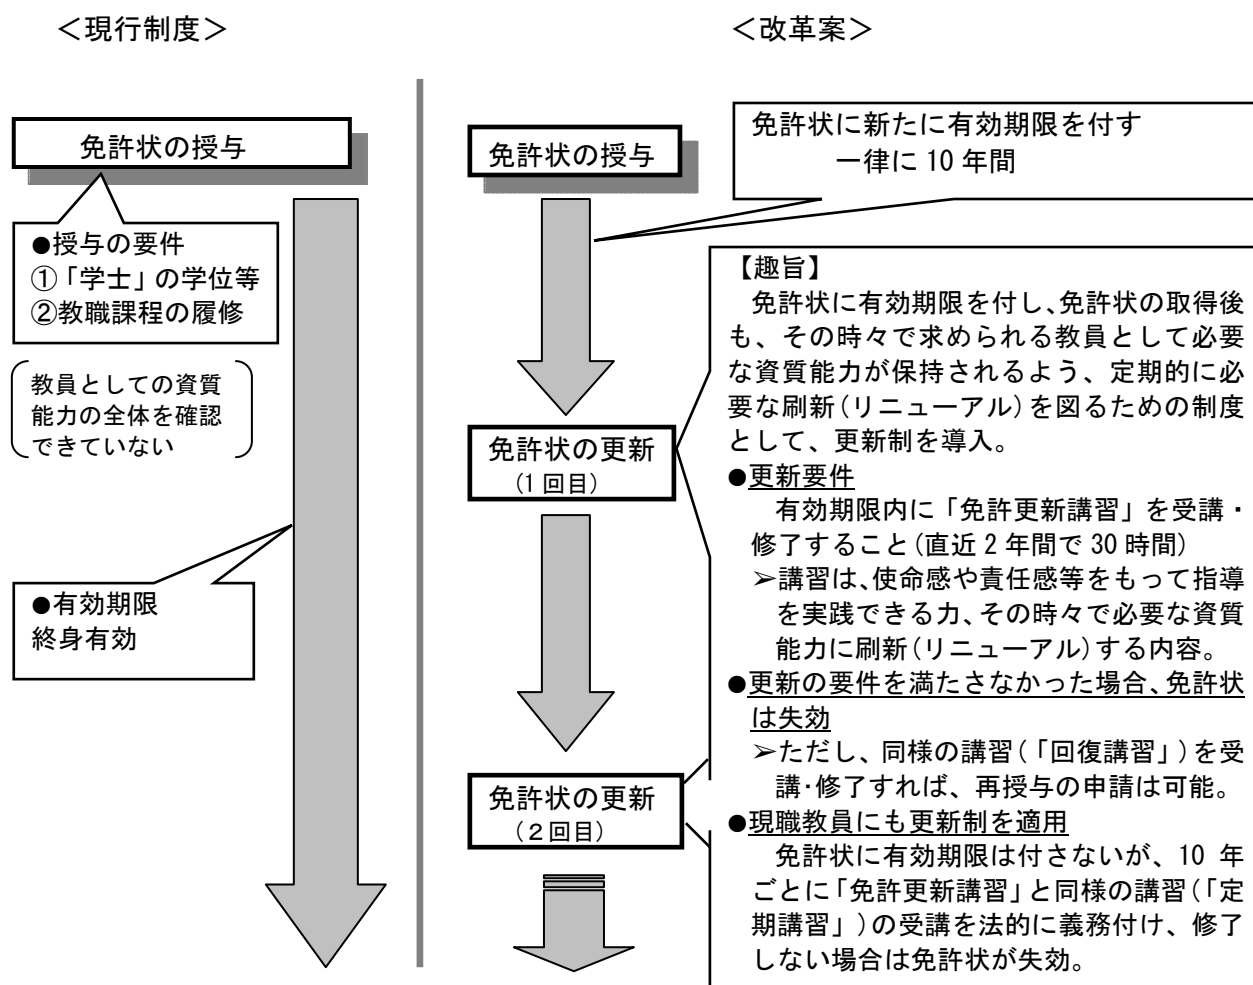 ＜現行制度＞
免許状の授与
●授与の要件
①「学士」の学位等
②教職課程の履修
教員としての資質
能力の全体を確認
できていない
●有効期限
終身有効
＜改革案＞
免許状の授与
免許状に新たに有効期限を付す
一律に 10 年間
免許状の更新
(1 回目)
免許状の更新
(２回目)
【趣旨】
免許状に有効期限を付し、免許状の取得後
も、その時々で求められる教員として必要
な資質能力が保持されるよう、定期的に必
要な刷新(リニューアル)を図るための制度
として、更新制を導入。
●更新要件
有効期限内に「免許更新講習」を受講・
修了すること(直近 2 年間で 30 時間)
➢講習は、使命感や責任感等をもって指導
を実践できる力、その時々で必要な資質
能力に刷新(リニューアル)する内容。
●更新の要件を満たさなかった場合、免許状
は失効
➢ただし、同様の講習(「回復講習」)を受
講･修了すれば、再授与の申請は可能。
●現職教員にも更新制を適用
免許状に有効期限は付さないが、10 年
ごとに「免許更新講習」と同様の講習(「定
期講習」)の受講を法的に義務付け、修了
しない場合は免許状が失効。